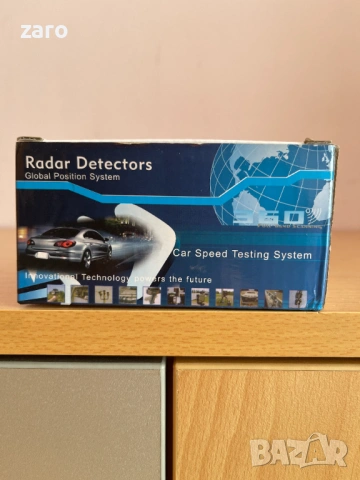 zaro
Radar Detectors
Global Position System
360
Car Speed Testing System
Innovational Technology powers the future
BAZAR
bg